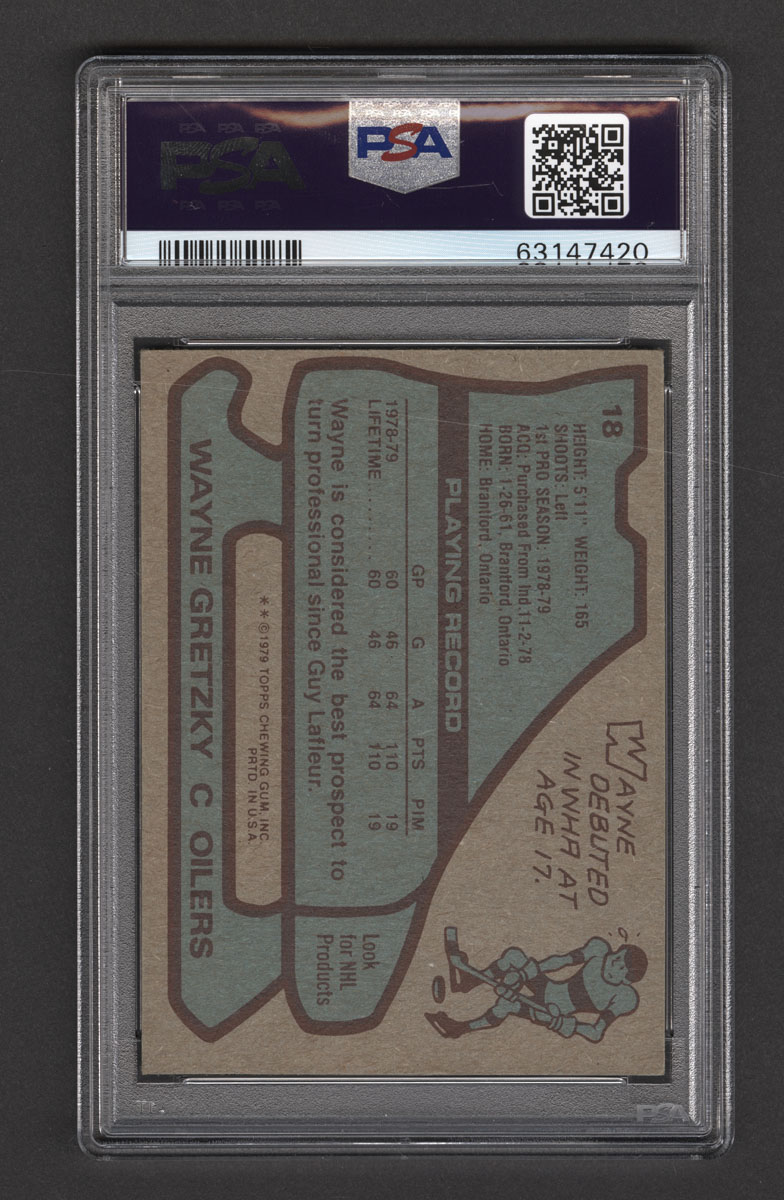 PSA
PSA
63147420
18
HEIGHT: 5'11" WEIGHT: 165
SHOOTS: Left
1st PRO SEASON: 1978-79
ACQ: Purchased From Ind. 11-2-78
BORN: 1-26-61, Brantford, Ontario
HOME: Brantford, Ontario
WAYNE
DEBUTED
IN WHA AT
AGE 17.
PLAYING RECORD
GP G A PTS PIM
1978-79 60 46 64 110 19
LIFETIME ......... 60 46 64 110 19
Wayne is considered the best prospect to
turn professional since Guy Lafleur.
Look
for NHL
Products
**©1979 TOPPS CHEWING GUM, INC.
PRTD. IN U.S.A.
WAYNE GRETZKY C OILERS
PSA